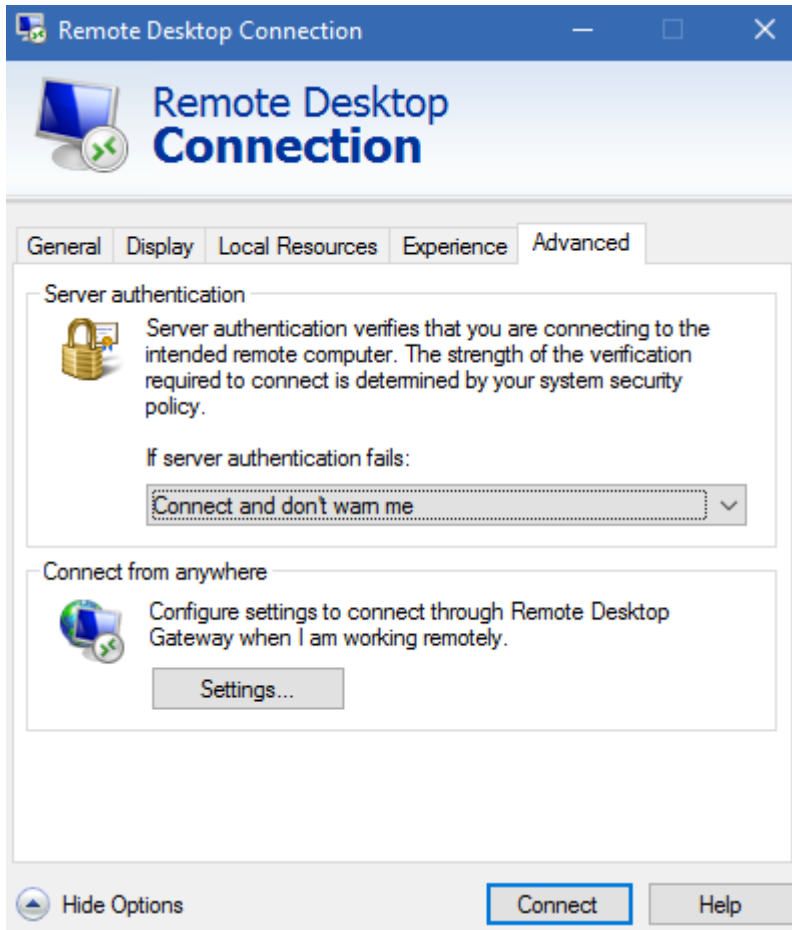 Remote Desktop Connection
Remote Desktop
Connection
General Display Local Resources Experience Advanced
Server authentication
Server authentication verifies that you are connecting to the
intended remote computer. The strength of the verification
required to connect is determined by your system security
policy.
If server authentication fails:
Connect and don't warn me
Connect from anywhere
Configure settings to connect through Remote Desktop
Gateway when I am working remotely.
Settings...
Hide Options Connect Help